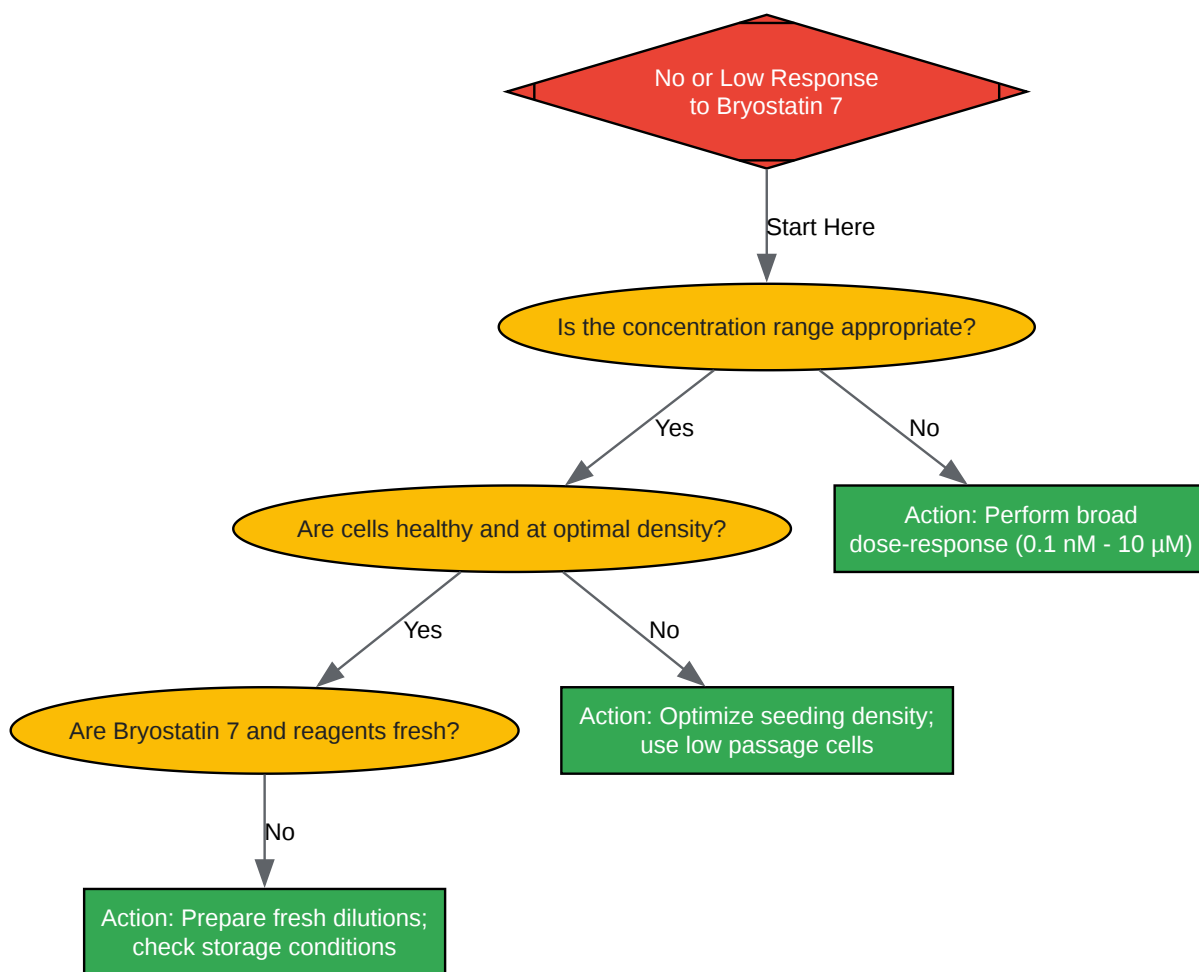 No or Low Response
to Bryostatin 7
Start Here
Is the concentration range appropriate?
Yes
No
Are cells healthy and at optimal density?
Action: Perform broad
dose-response (0.1 nM - 10 µM)
Yes
No
Are Bryostatin 7 and reagents fresh?
Action: Optimize seeding density;
use low passage cells
No
Action: Prepare fresh dilutions;
check storage conditions